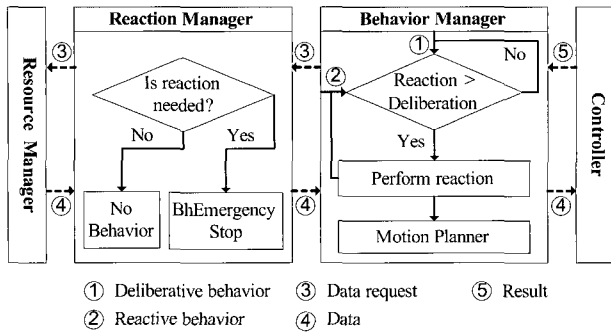 Reaction Manager
Behavior Manager
Resource Manager
Controller
③
③
①
No
⑤
Is reaction
needed?
②
Reaction >
Deliberation
No
Yes
Yes
④
④
④
No
Behavior
BhEmergency
Stop
Perform reaction
Motion Planner
① Deliberative behavior
③ Data request
⑤ Result
② Reactive behavior
④ Data